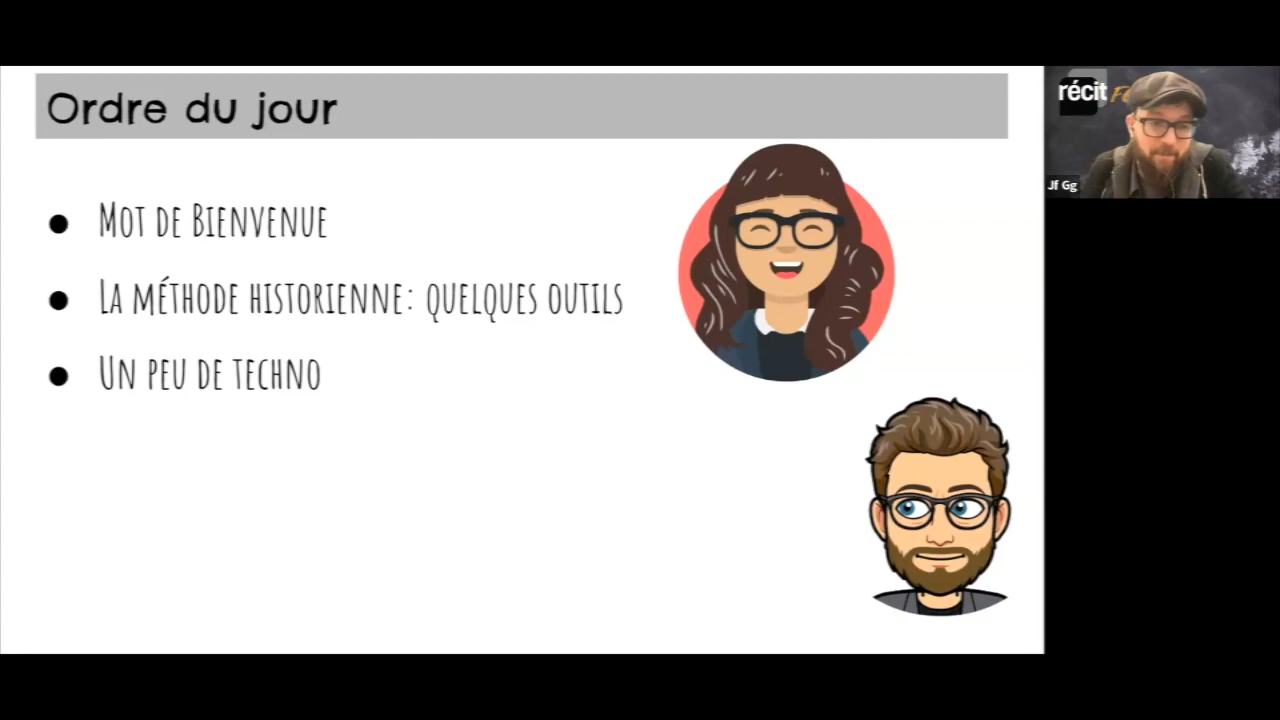 Ordre du jour
Mot de Bienvenue
La méthode historienne: quelques outils
Un peu de techno
récit
Jf Gg